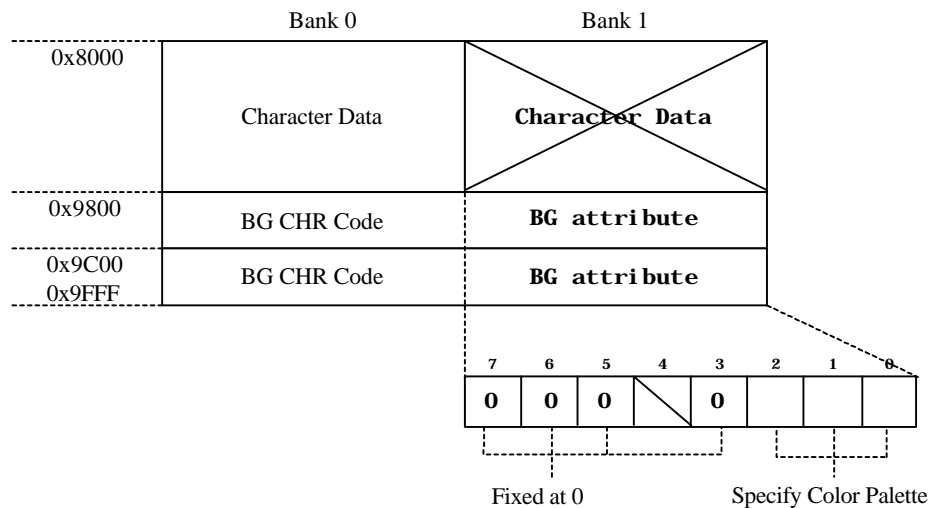 Bank 0 Bank 1
0x8000
Character Data Character Data
0x9800
BG CHR Code BG attribute
0x9C00
BG CHR Code BG attribute
0x9FFF
7 6 5 4 3 2 1 0
0 0 0 0
Fixed at 0 Specify Color Palette